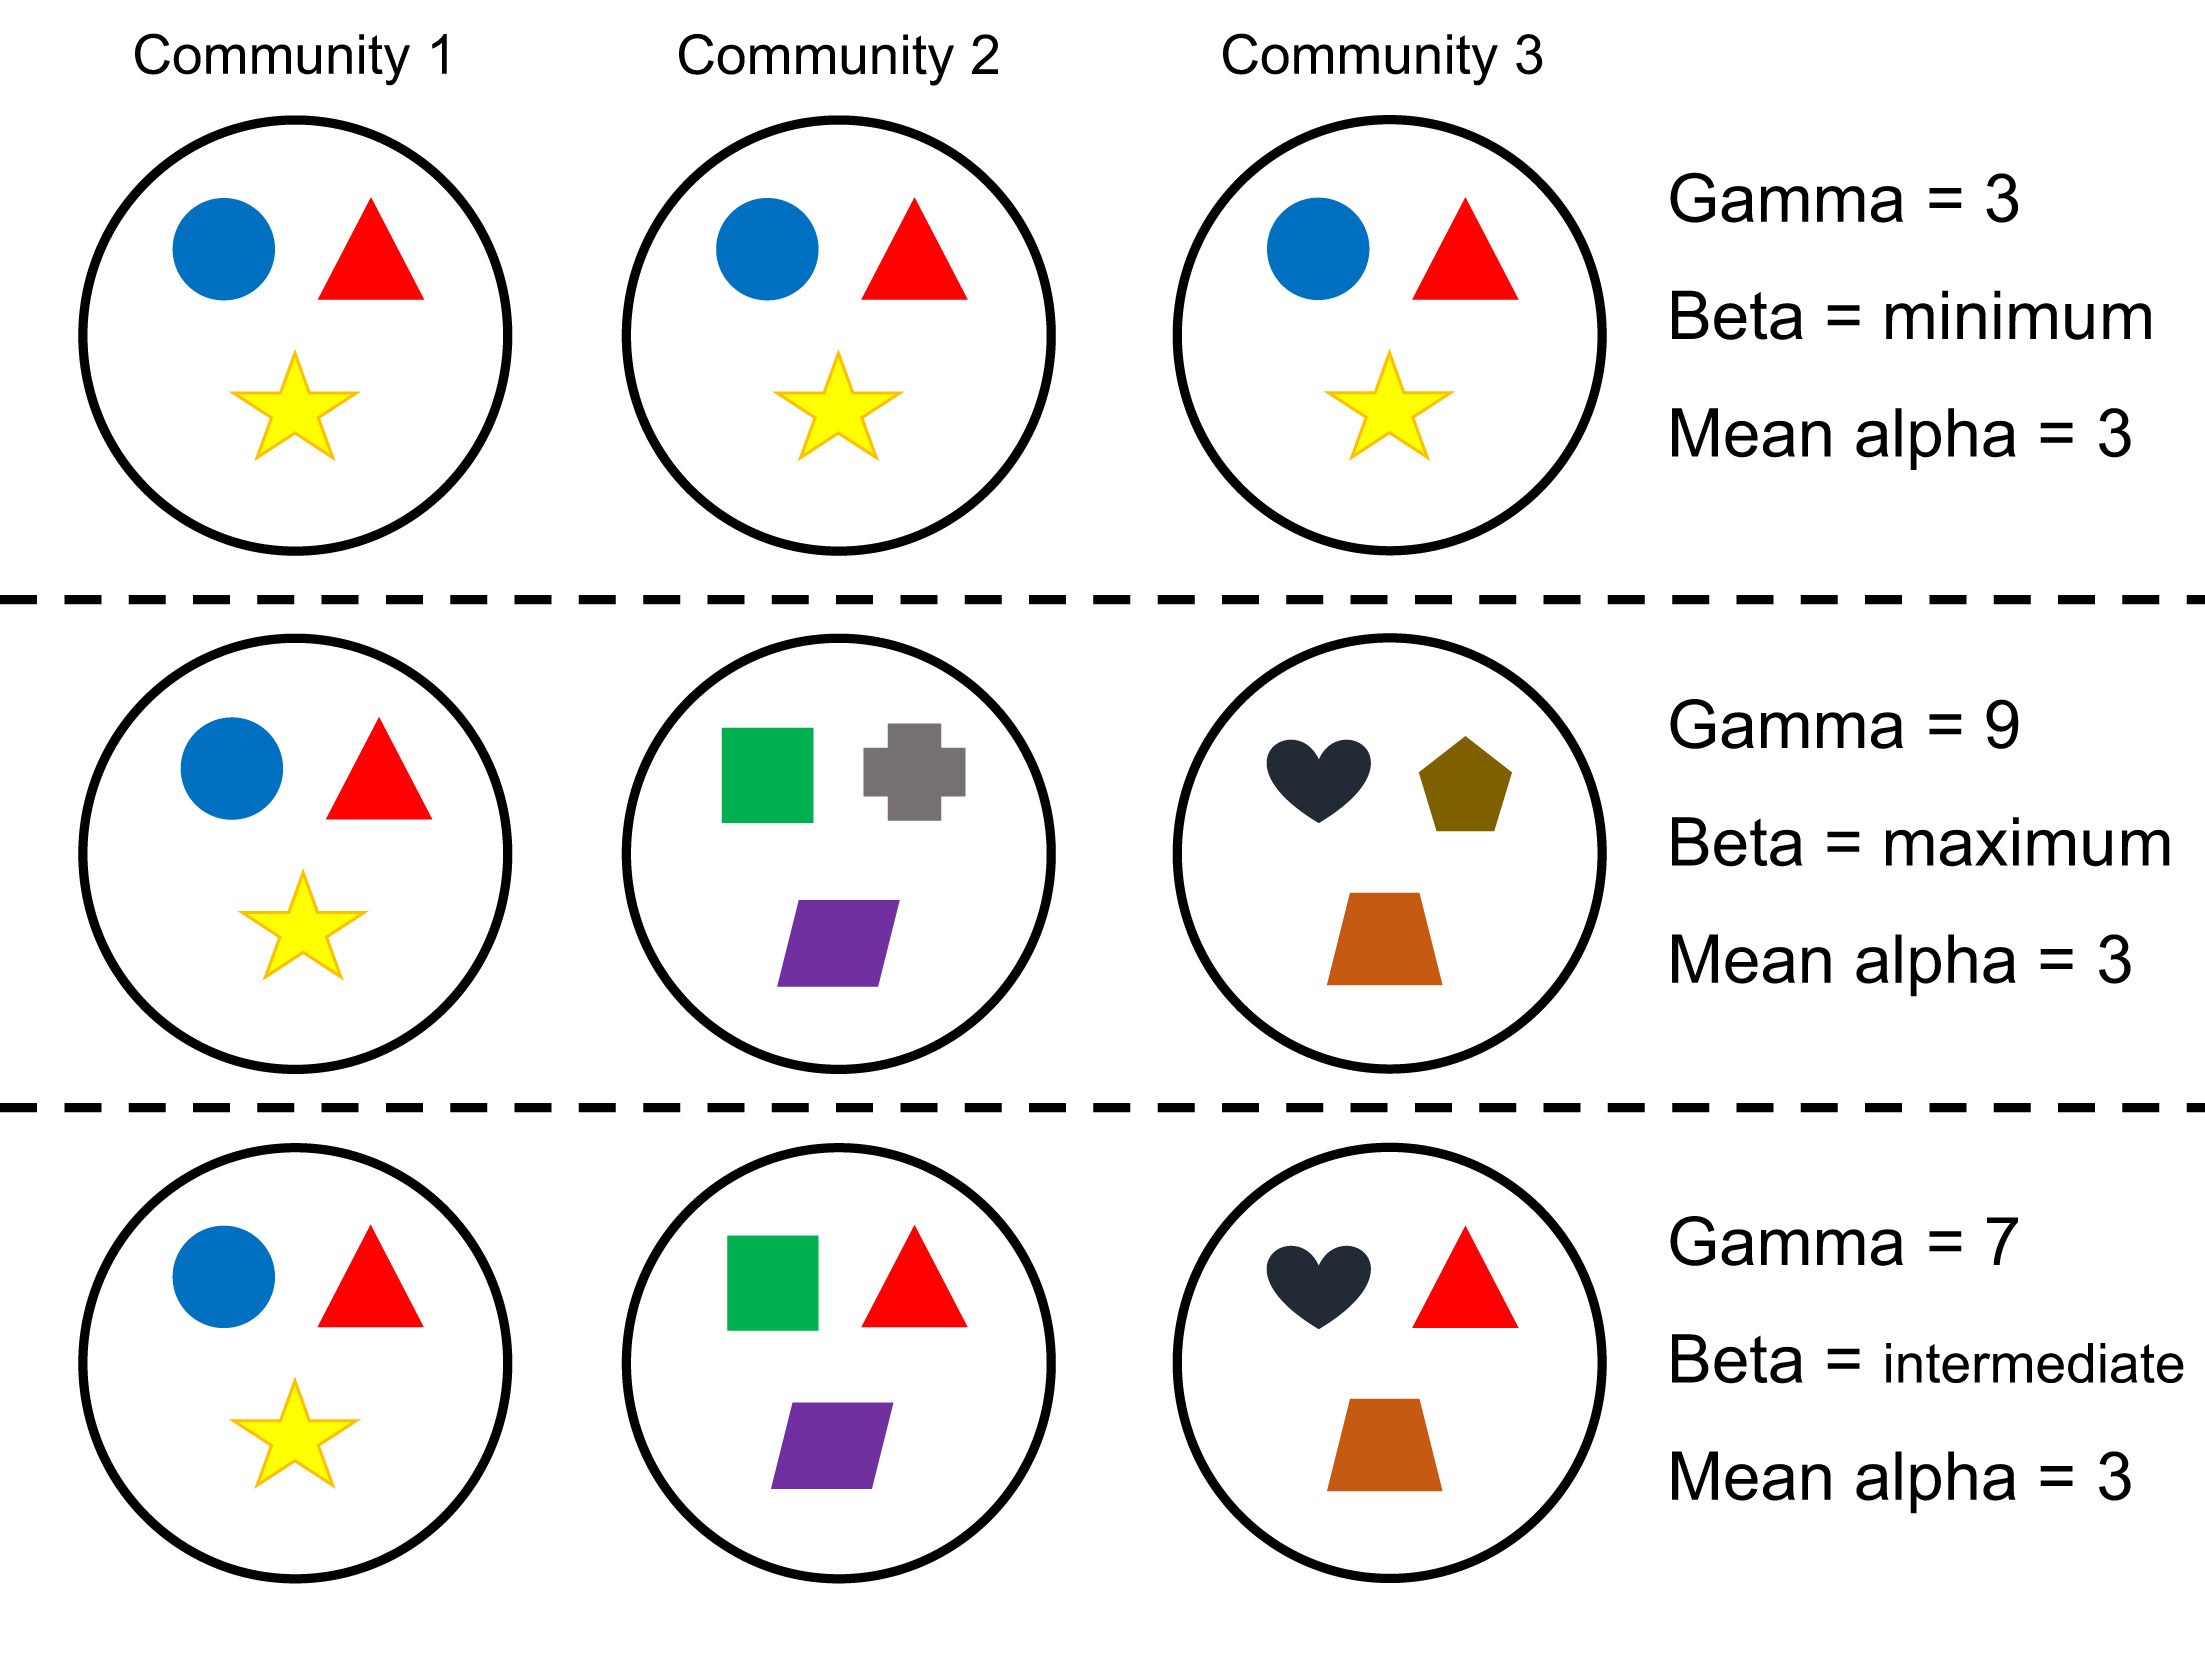 Community 1
Community 2
Community 3
Gamma = 3
Beta = minimum
Mean alpha = 3
Gamma = 9
Beta = maximum
Mean alpha = 3
Gamma = 7
Beta = intermediate
Mean alpha = 3